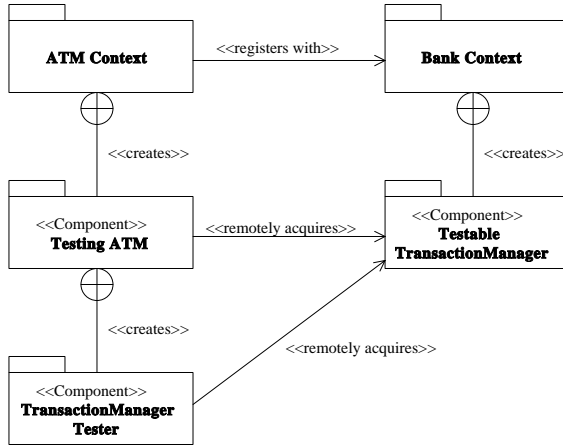 ATM Context
<<registers with>>
Bank Context
<<creates>>
<<creates>>
<<Component>>
Testing ATM
<<remotely acquires>>
<<Component>>
Testable
TransactionManager
<<creates>>
<<remotely acquires>>
<<Component>>
TransactionManager
Tester